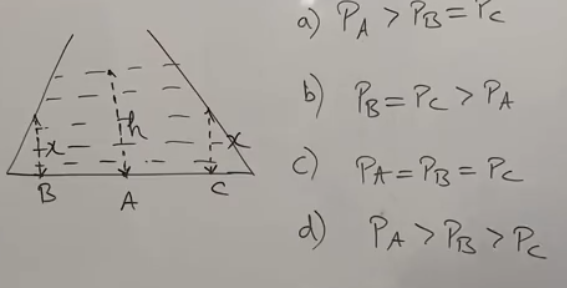 a) P_A > P_B = P_C
b) P_B = P_C > P_A
h
x
x
c) P_A = P_B = P_C
B
A
C
d) P_A > P_B > P_C